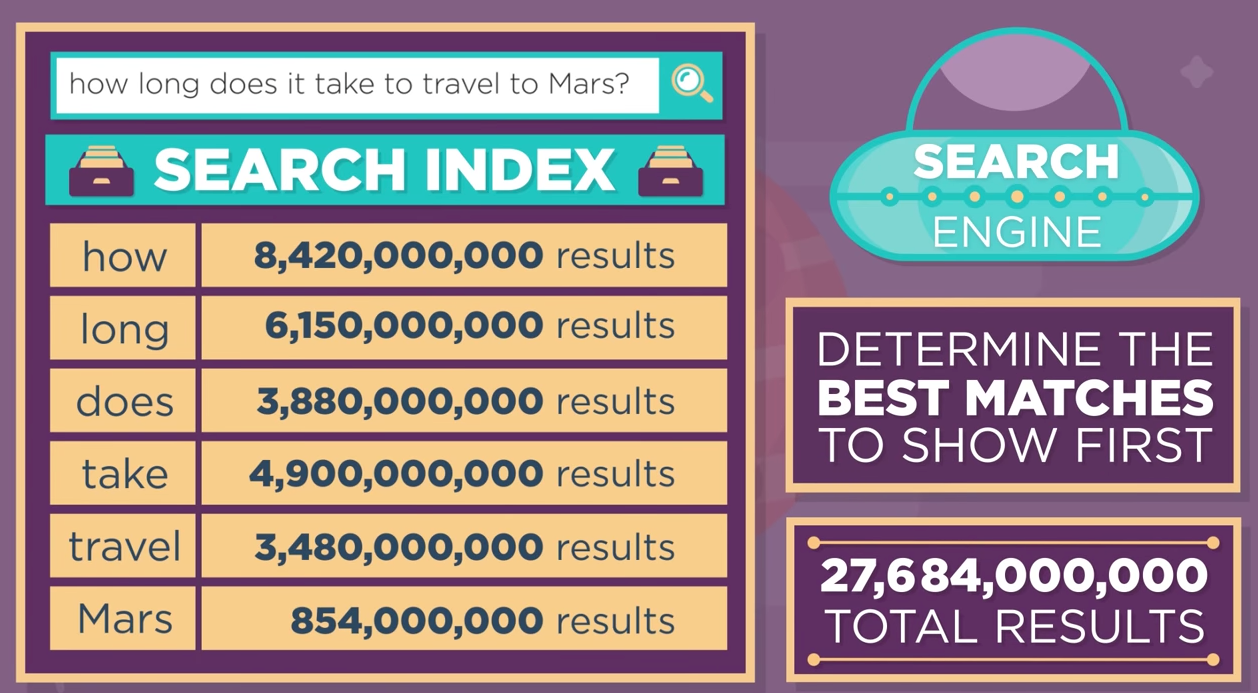 how long does it take to travel to Mars?
SEARCH INDEX
how 8,420,000,000 results
long 6,150,000,000 results
does 3,880,000,000 results
take 4,900,000,000 results
travel 3,480,000,000 results
Mars 854,000,000 results
SEARCH
ENGINE
DETERMINE THE
BEST MATCHES
TO SHOW FIRST
27,684,000,000
TOTAL RESULTS